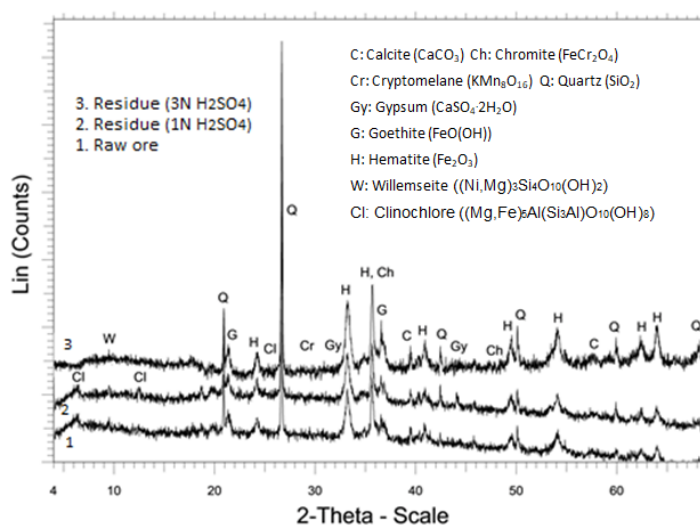 C: Calcite (CaCO₃) Ch: Chromite (FeCr₂O₄)
Cr: Cryptomelane (KMn₈O₁₆) Q: Quartz (SiO₂)
Gy: Gypsum (CaSO₄·2H₂O)
G: Goethite (FeO(OH))
H: Hematite (Fe₂O₃)
W: Willemseite ((Ni,Mg)₃Si₄O₁₀(OH)₂)
Cl: Clinochlore ((Mg,Fe)₅Al(Si₃Al)O₁₀(OH)₈)
3. Residue (3N H2SO4)
2. Residue (1N H2SO4)
1. Raw ore
Lin (Counts)
Q
H, Ch
Q H G H Q H Q
G H Cl Cr Gy C H Q Gy Ch H C Q H H Q
3 W
Cl Cl
2
1
4 10 20 30 40 50 60
2-Theta - Scale